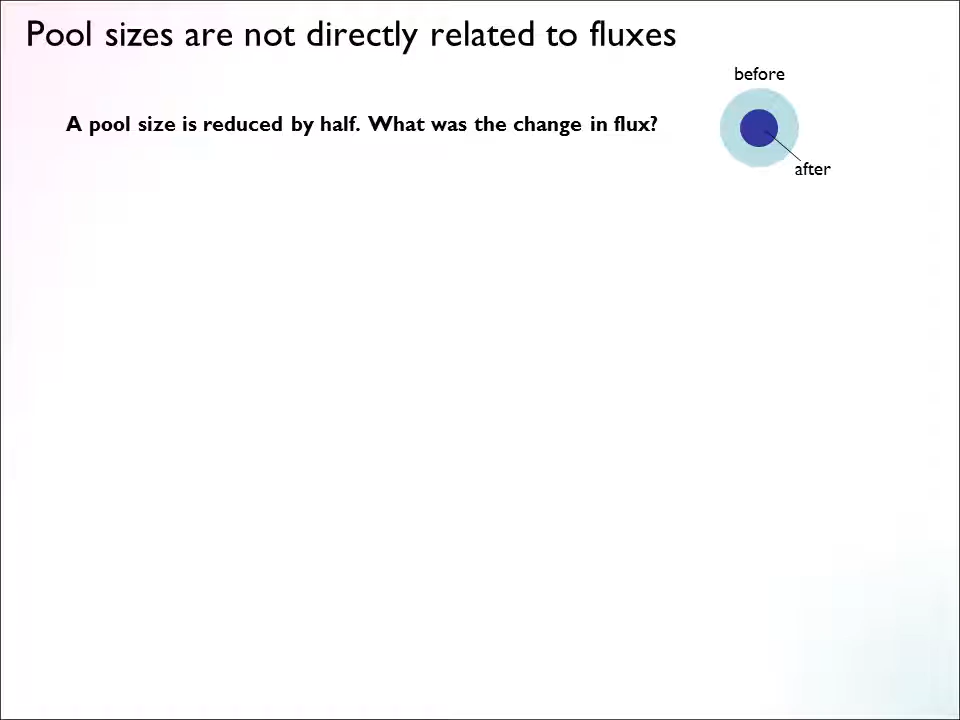 Pool sizes are not directly related to fluxes
before
A pool size is reduced by half. What was the change in flux?
after